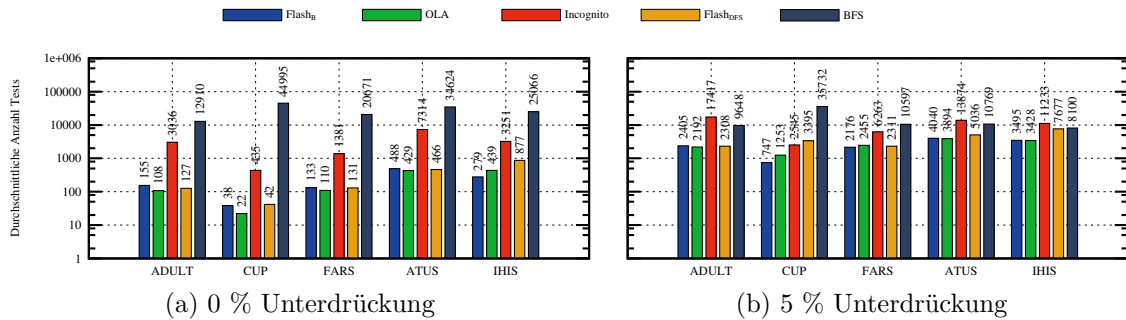 Flash_B OLA Incognito Flash_DFS BFS
Durchschnittliche Anzahl Tests
1e+006
100000
10000
1000
100
10
1
155 108 3036 127 12910
38 22 435 42 44995
133 110 1381 131 20671
488 429 7314 466 34624
279 439 3251 877 25066
ADULT CUP FARS ATUS IHIS
(a) 0 % Unterdrückung
2405 2192 17417 2308 9648
747 1253 2545 3395 35732
2176 2455 6263 2311 10597
4040 3894 13874 5036 10769
3495 3428 11233 7677 8100
ADULT CUP FARS ATUS IHIS
(b) 5 % Unterdrückung